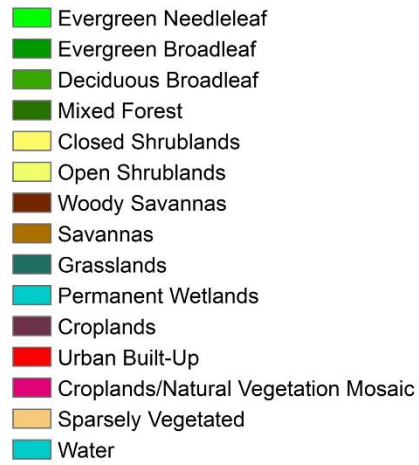 Evergreen Needleleaf
Evergreen Broadleaf
Deciduous Broadleaf
Mixed Forest
Closed Shrublands
Open Shrublands
Woody Savannas
Savannas
Grasslands
Permanent Wetlands
Croplands
Urban Built-Up
Croplands/Natural Vegetation Mosaic
Sparsely Vegetated
Water